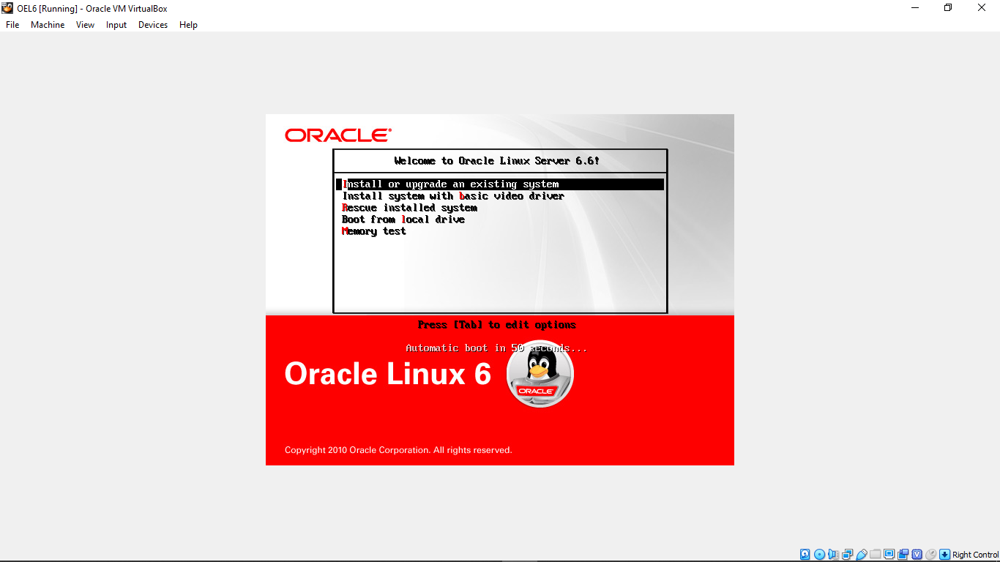 OEL6 [Running] - Oracle VM VirtualBox
File Machine View Input Devices Help
ORACLE®
Welcome to Oracle Linux Server 6.6!
Install or upgrade an existing system
Install system with basic video driver
Rescue installed system
Boot from local drive
Memory test
Press [Tab] to edit options
Automatic boot in 50 seconds...
Oracle Linux 6
ORACLE
Copyright 2010 Oracle Corporation. All rights reserved.
Right Control